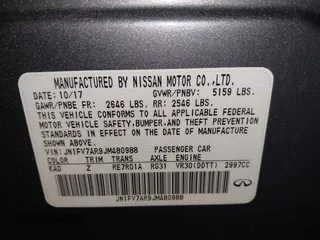 MANUFACTURED BY NISSAN MOTOR CO.,LTD.
DATE: 10/17 GVWR/PNBV: 5159 LBS.
GAWR/PNBE FR: 2646 LBS. RR: 2546 LBS.
THIS VEHICLE CONFORMS TO ALL APPLICABLE FEDERAL
MOTOR VEHICLE SAFETY, BUMPER, AND THEFT PREVENTION
STANDARDS IN EFFECT ON THE DATE OF MANUFACTURE
SHOWN ABOVE.
VIN: JN1FV7AR9JM480988 PASSENGER CAR
COLOR TRIM TRANS AXLE ENGINE
KAD Z RE7R01A RG31 VR30(DDTT) 2997CC
JN1FV7AR9JM480988